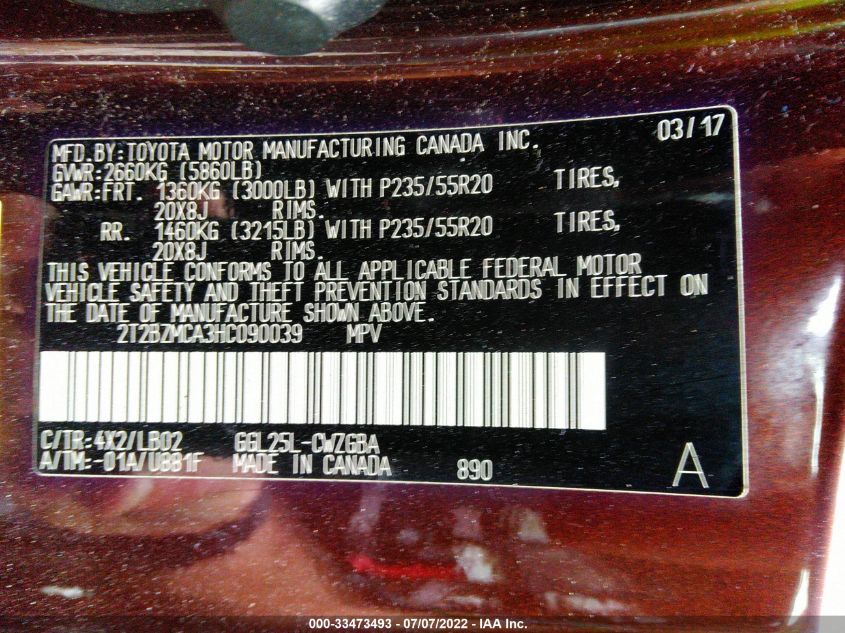 MFD.BY:TOYOTA MOTOR MANUFACTURING CANADA INC. 03/17
GVWR:2660KG (5860LB)
GAWR:FRT. 1360KG (3000LB) WITH P235/55R20 TIRES,
20X8J RIMS.
RR. 1460KG (3215LB) WITH P235/55R20 TIRES,
20X8J RIMS.
THIS VEHICLE CONFORMS TO ALL APPLICABLE FEDERAL MOTOR
VEHICLE SAFETY AND THEFT PREVENTION STANDARDS IN EFFECT ON
THE DATE OF MANUFACTURE SHOWN ABOVE.
2T2BZMCA3HC090039 MPV
C/TR:4X2/LB02 GGL25L-CWZGBA
A/TM:-01A/U881F MADE IN CANADA 890 A
000-33473493 - 07/07/2022 - IAA Inc.